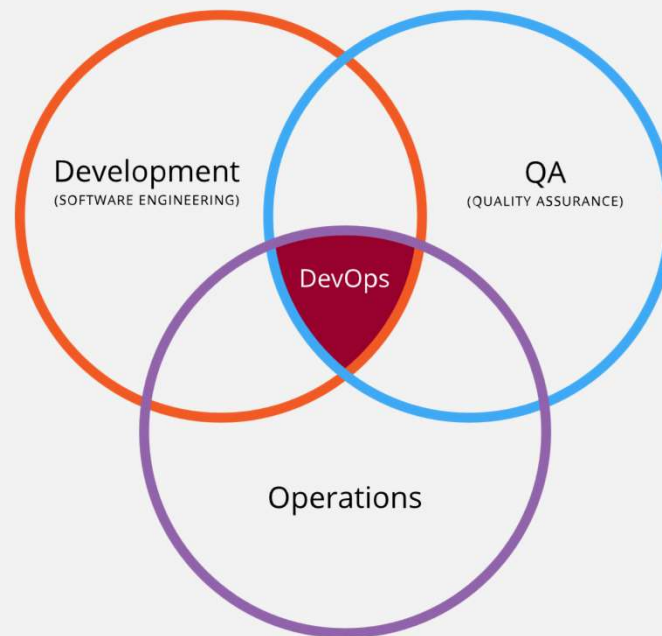 Development
(SOFTWARE ENGINEERING)
QA
(QUALITY ASSURANCE)
DevOps
Operations